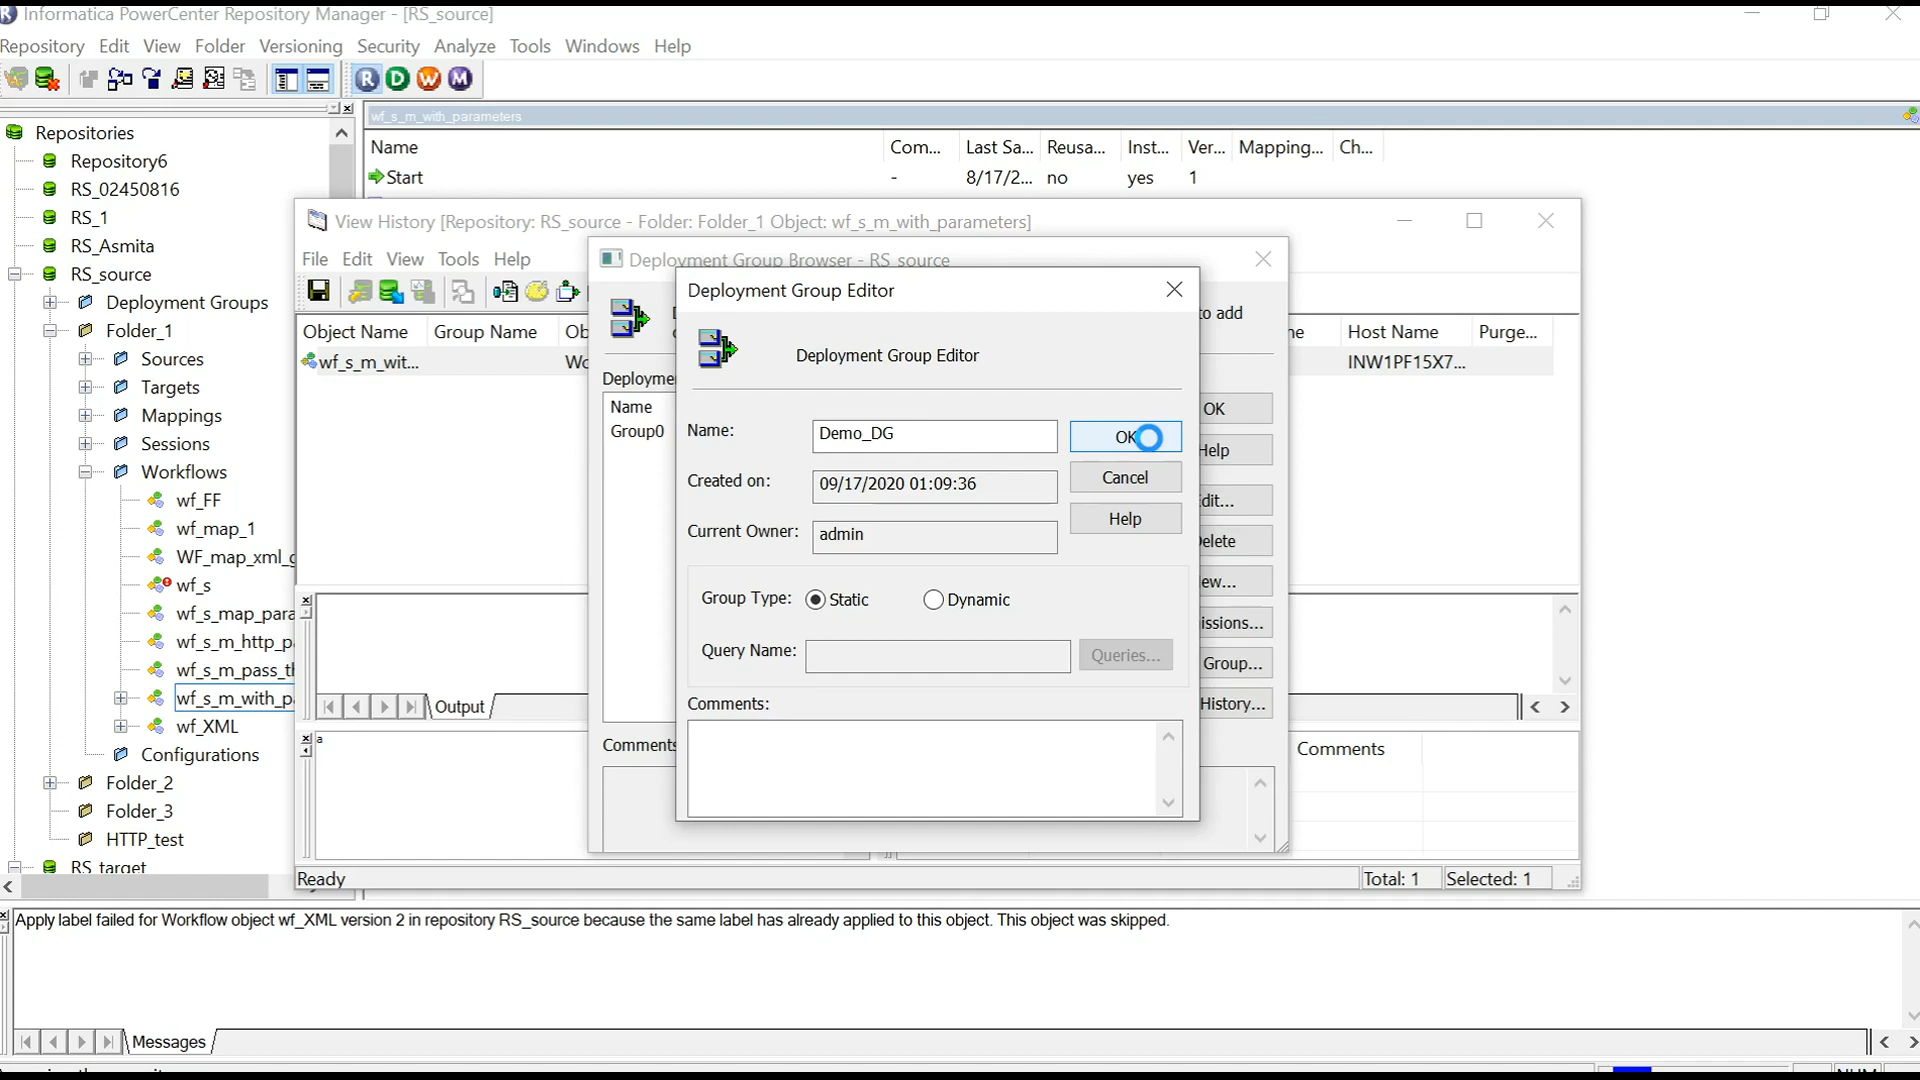 Informatica PowerCenter Repository Manager - [RS_source]
Repository Edit View Folder Versioning Security Analyze Tools Windows Help
R D W M
wf_s_m_with_parameters
Repositories
Repository6
RS_02450816
RS_1
RS_Asmita
RS_source
Deployment Groups
Folder_1
Sources
Targets
Mappings
Sessions
Workflows
wf_FF
wf_map_1
WF_map_xml_g
wf_s
wf_s_map_para
wf_s_m_http_pa
wf_s_m_pass_th
wf_s_m_with_pa
wf_XML
Configurations
Folder_2
Folder_3
HTTP_test
RS_target
Name Com... Last Sa... Reusa... Inst... Ver... Mapping... Ch...
Start - 8/17/2... no yes 1
View History [Repository: RS_source - Folder: Folder_1 Object: wf_s_m_with_parameters]
File Edit View Tools Help
Object Name Group Name Ob
Host Name Purge...
wf_s_m_wit... Wo
INW1PF15X7...
Output
a
Comments
Ready Total: 1 Selected: 1
Deployment Group Browser - RS_source
to add
Deployme
Name
Group0
OK
Help
dit...
elete
ew...
issions...
Group...
History...
Comments
Deployment Group Editor
Deployment Group Editor
Name: Demo_DG OK
Created on: 09/17/2020 01:09:36 Cancel
Help
Current Owner: admin
Group Type: Static Dynamic
Query Name: Queries...
Comments:
Apply label failed for Workflow object wf_XML version 2 in repository RS_source because the same label has already applied to this object. This object was skipped.
Messages